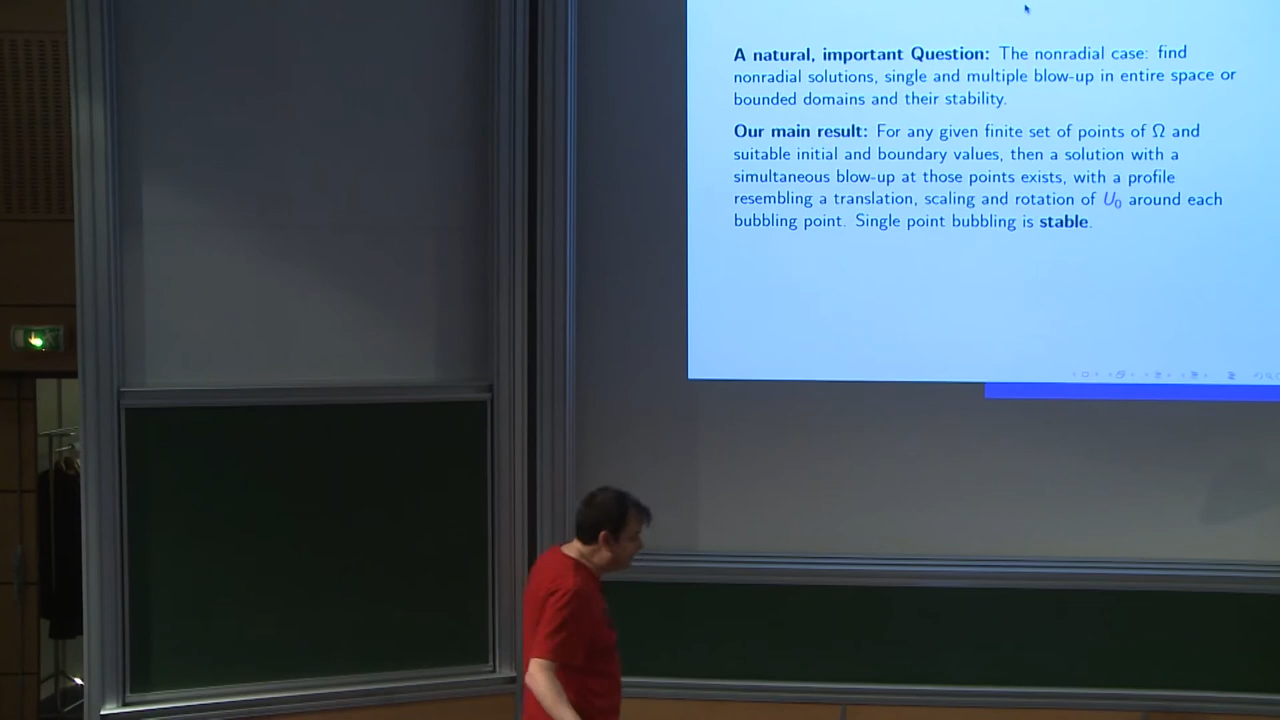 A natural, important Question: The nonradial case: find
nonradial solutions, single and multiple blow-up in entire space or
bounded domains and their stability.
Our main result: For any given finite set of points of Ω and
suitable initial and boundary values, then a solution with a
simultaneous blow-up at those points exists, with a profile
resembling a translation, scaling and rotation of U₀ around each
bubbling point. Single point bubbling is stable.